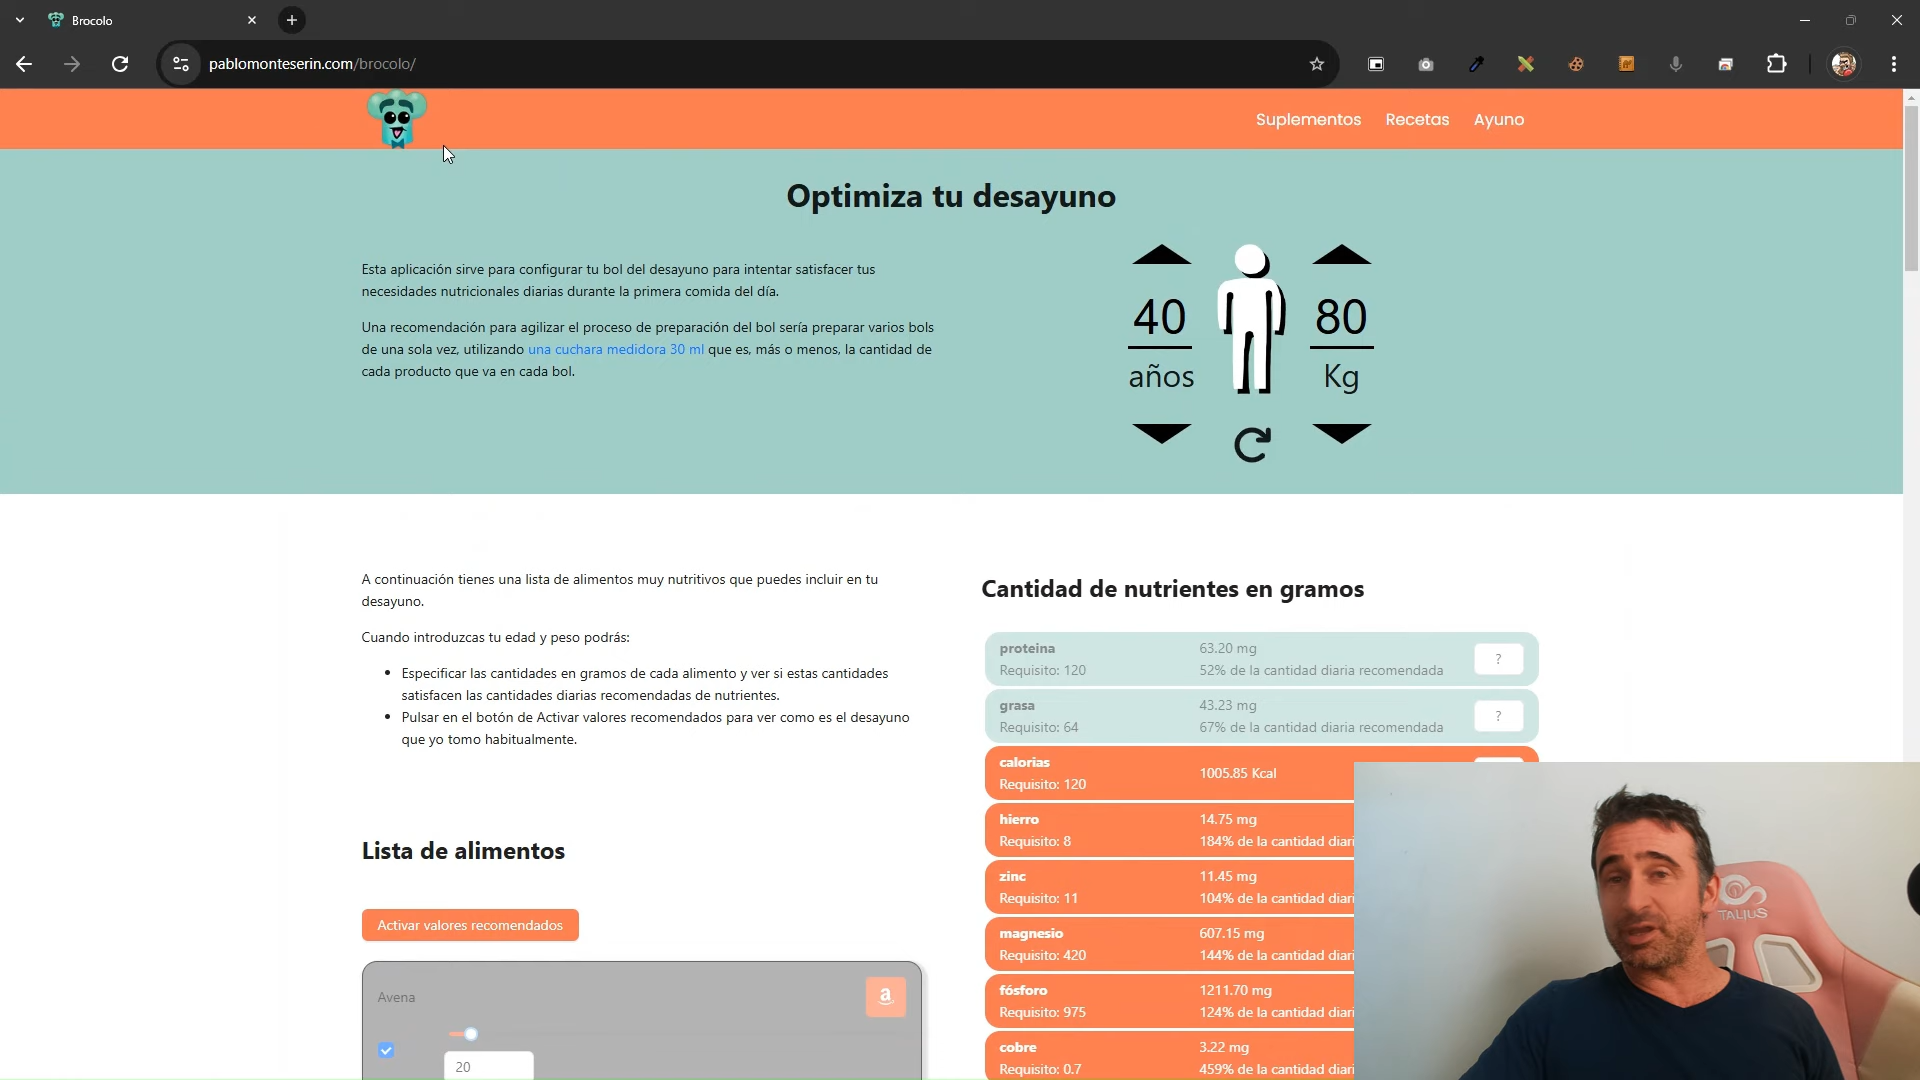 Brocolo
pablomonteserin.com/brocolo/
Suplementos Recetas Ayuno
Optimiza tu desayuno
Esta aplicación sirve para configurar tu bol del desayuno para intentar satisfacer tus
necesidades nutricionales diarias durante la primera comida del día.
Una recomendación para agilizar el proceso de preparación del bol sería preparar varios bols
de una sola vez, utilizando una cuchara medidora 30 ml que es, más o menos, la cantidad de
cada producto que va en cada bol.
40
años
80
Kg
A continuación tienes una lista de alimentos muy nutritivos que puedes incluir en tu
desayuno.
Cuando introduzcas tu edad y peso podrás:
Especificar las cantidades en gramos de cada alimento y ver si estas cantidades
satisfacen las cantidades diarias recomendadas de nutrientes.
Pulsar en el botón de Activar valores recomendados para ver como es el desayuno
que yo tomo habitualmente.
Lista de alimentos
Activar valores recomendados
Avena
a
20
Cantidad de nutrientes en gramos
proteina 63.20 mg
Requisito: 120 52% de la cantidad diaria recomendada
?
grasa 43.23 mg
Requisito: 64 67% de la cantidad diaria recomendada
?
calorias
Requisito: 120
1005.85 Kcal
hierro 14.75 mg
Requisito: 8 184% de la cantidad diari
zinc 11.45 mg
Requisito: 11 104% de la cantidad diari
magnesio 607.15 mg
Requisito: 420 144% de la cantidad diari
fósforo 1211.70 mg
Requisito: 975 124% de la cantidad diari
cobre 3.22 mg
Requisito: 0.7 459% de la cantidad diari
TALIUS